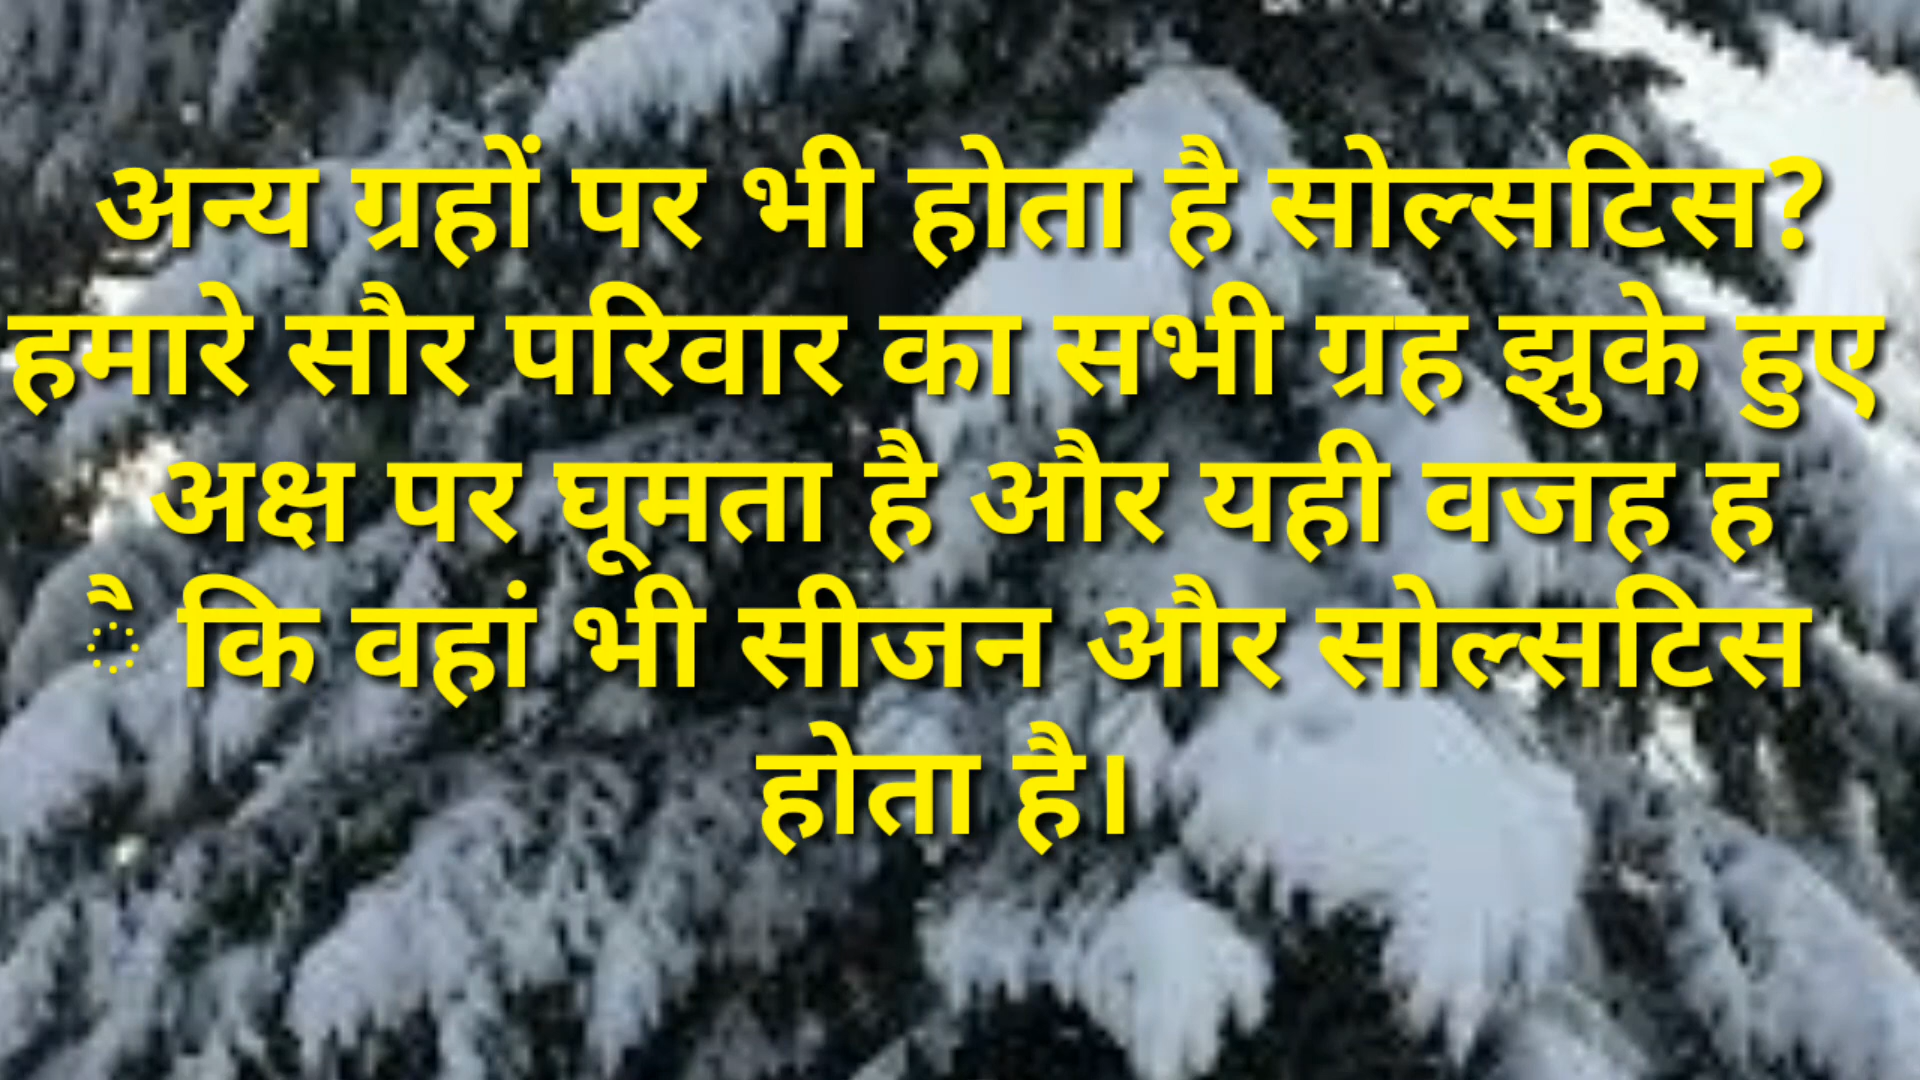 अन्य ग्रहों पर भी होता है सोल्सटिस?
हमारे सौर परिवार का सभी ग्रह झुके हुए
अक्ष पर घूमता है और यही वजह ह
ै कि वहां भी सीजन और सोल्सटिस
होता है।